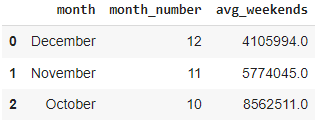 month month_number avg_weekends
0 December 12 4105994.0
1 November 11 5774045.0
2 October 10 8562511.0